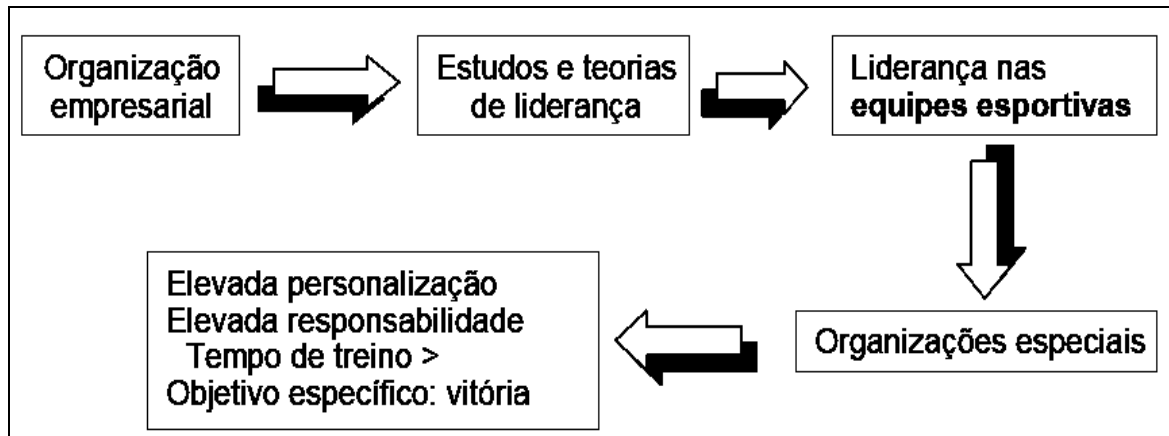 Organização
empresarial
Estudos e teorias
de liderança
Liderança nas
equipes esportivas
Organizações especiais
Elevada personalização
Elevada responsabilidade
Tempo de treino >
Objetivo específico: vitória